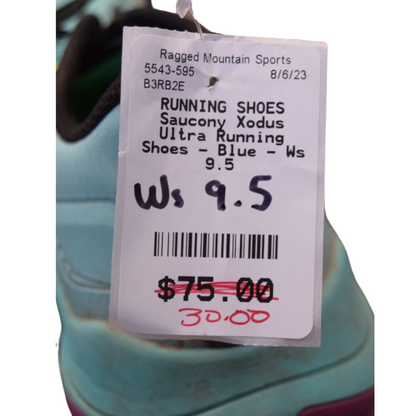 Ragged Mountain Sports
5543-595 8/6/23
B3RB2E
RUNNING SHOES
Saucony Xodus
Ultra Running
Shoes - Blue - Ws
9.5
Ws 9.5
$75.00
30.00